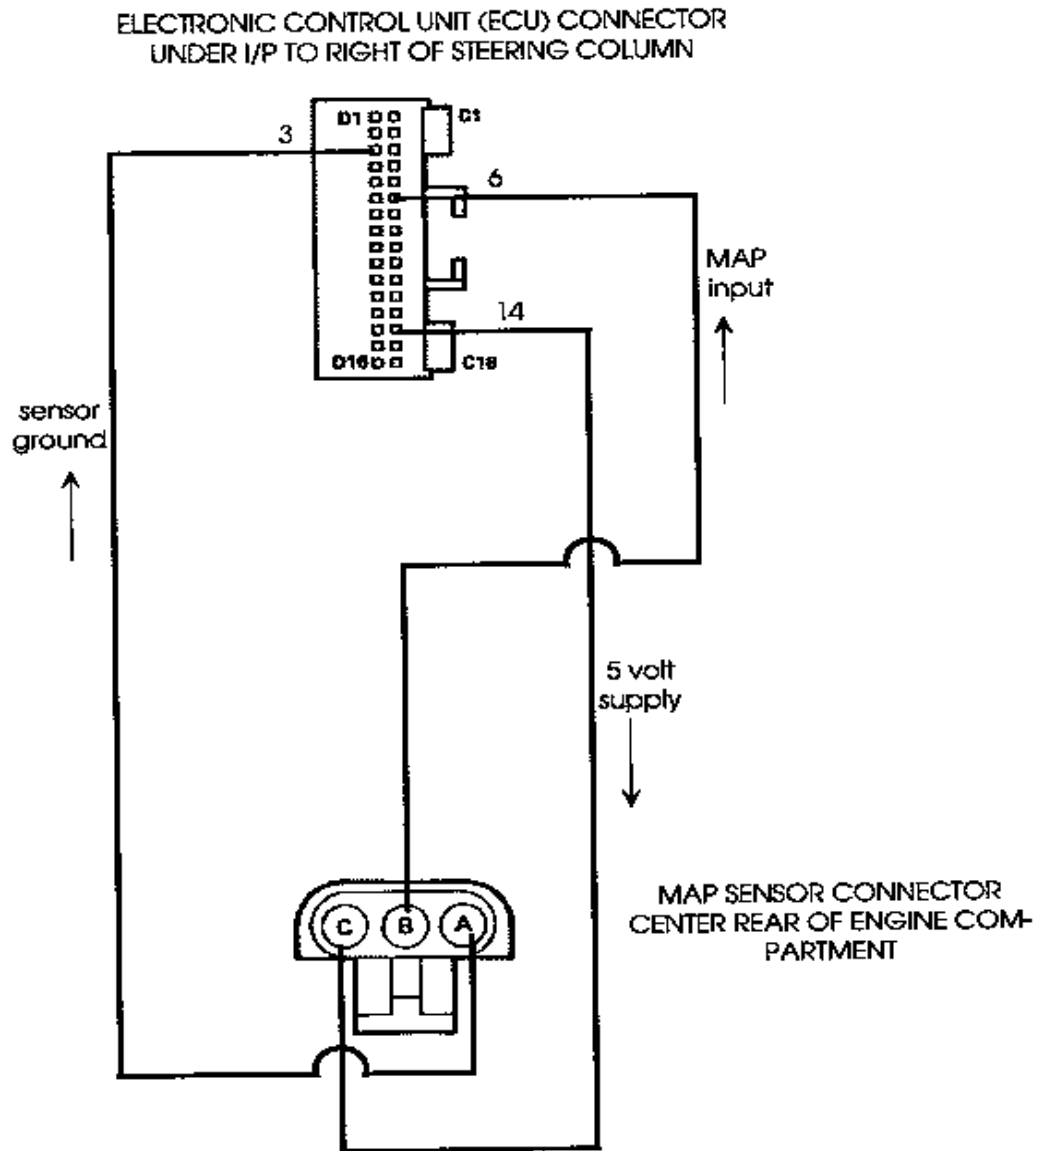 ELECTRONIC CONTROL UNIT (ECU) CONNECTOR
UNDER I/P TO RIGHT OF STEERING COLUMN
D1
C1
3
6
MAP
input
14
D16
C16
sensor
ground
5 volt
supply
C
B
A
MAP SENSOR CONNECTOR
CENTER REAR OF ENGINE COM-
PARTMENT